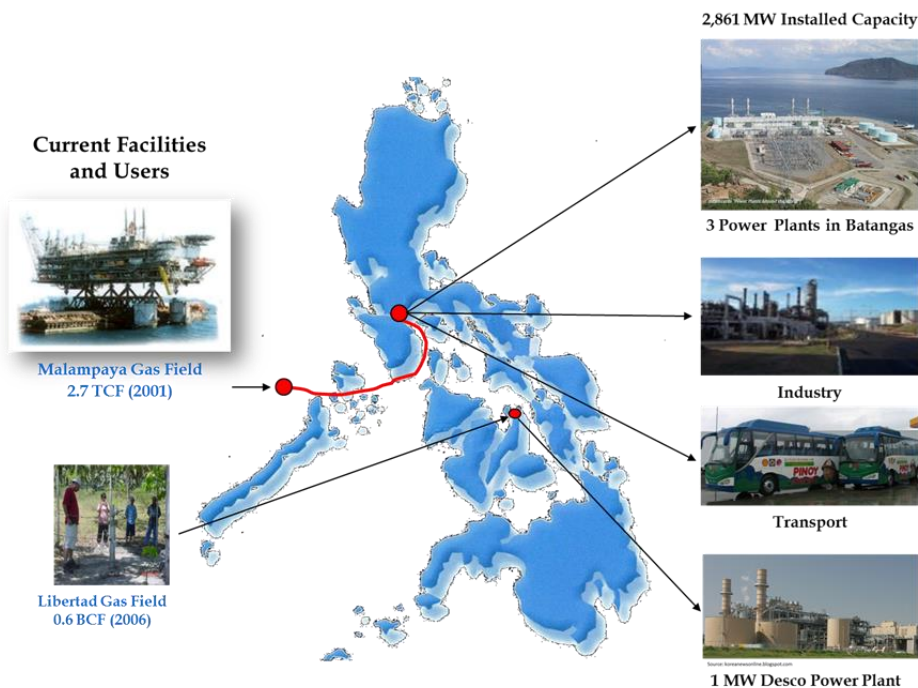 2,861 MW Installed Capacity
Current Facilities
and Users
3 Power Plants in Batangas
Malampaya Gas Field
2.7 TCF (2001)
Industry
PINOY
Transport
Libertad Gas Field
0.6 BCF (2006)
Source: boreanewsonline.blogspot.com
1 MW Desco Power Plant